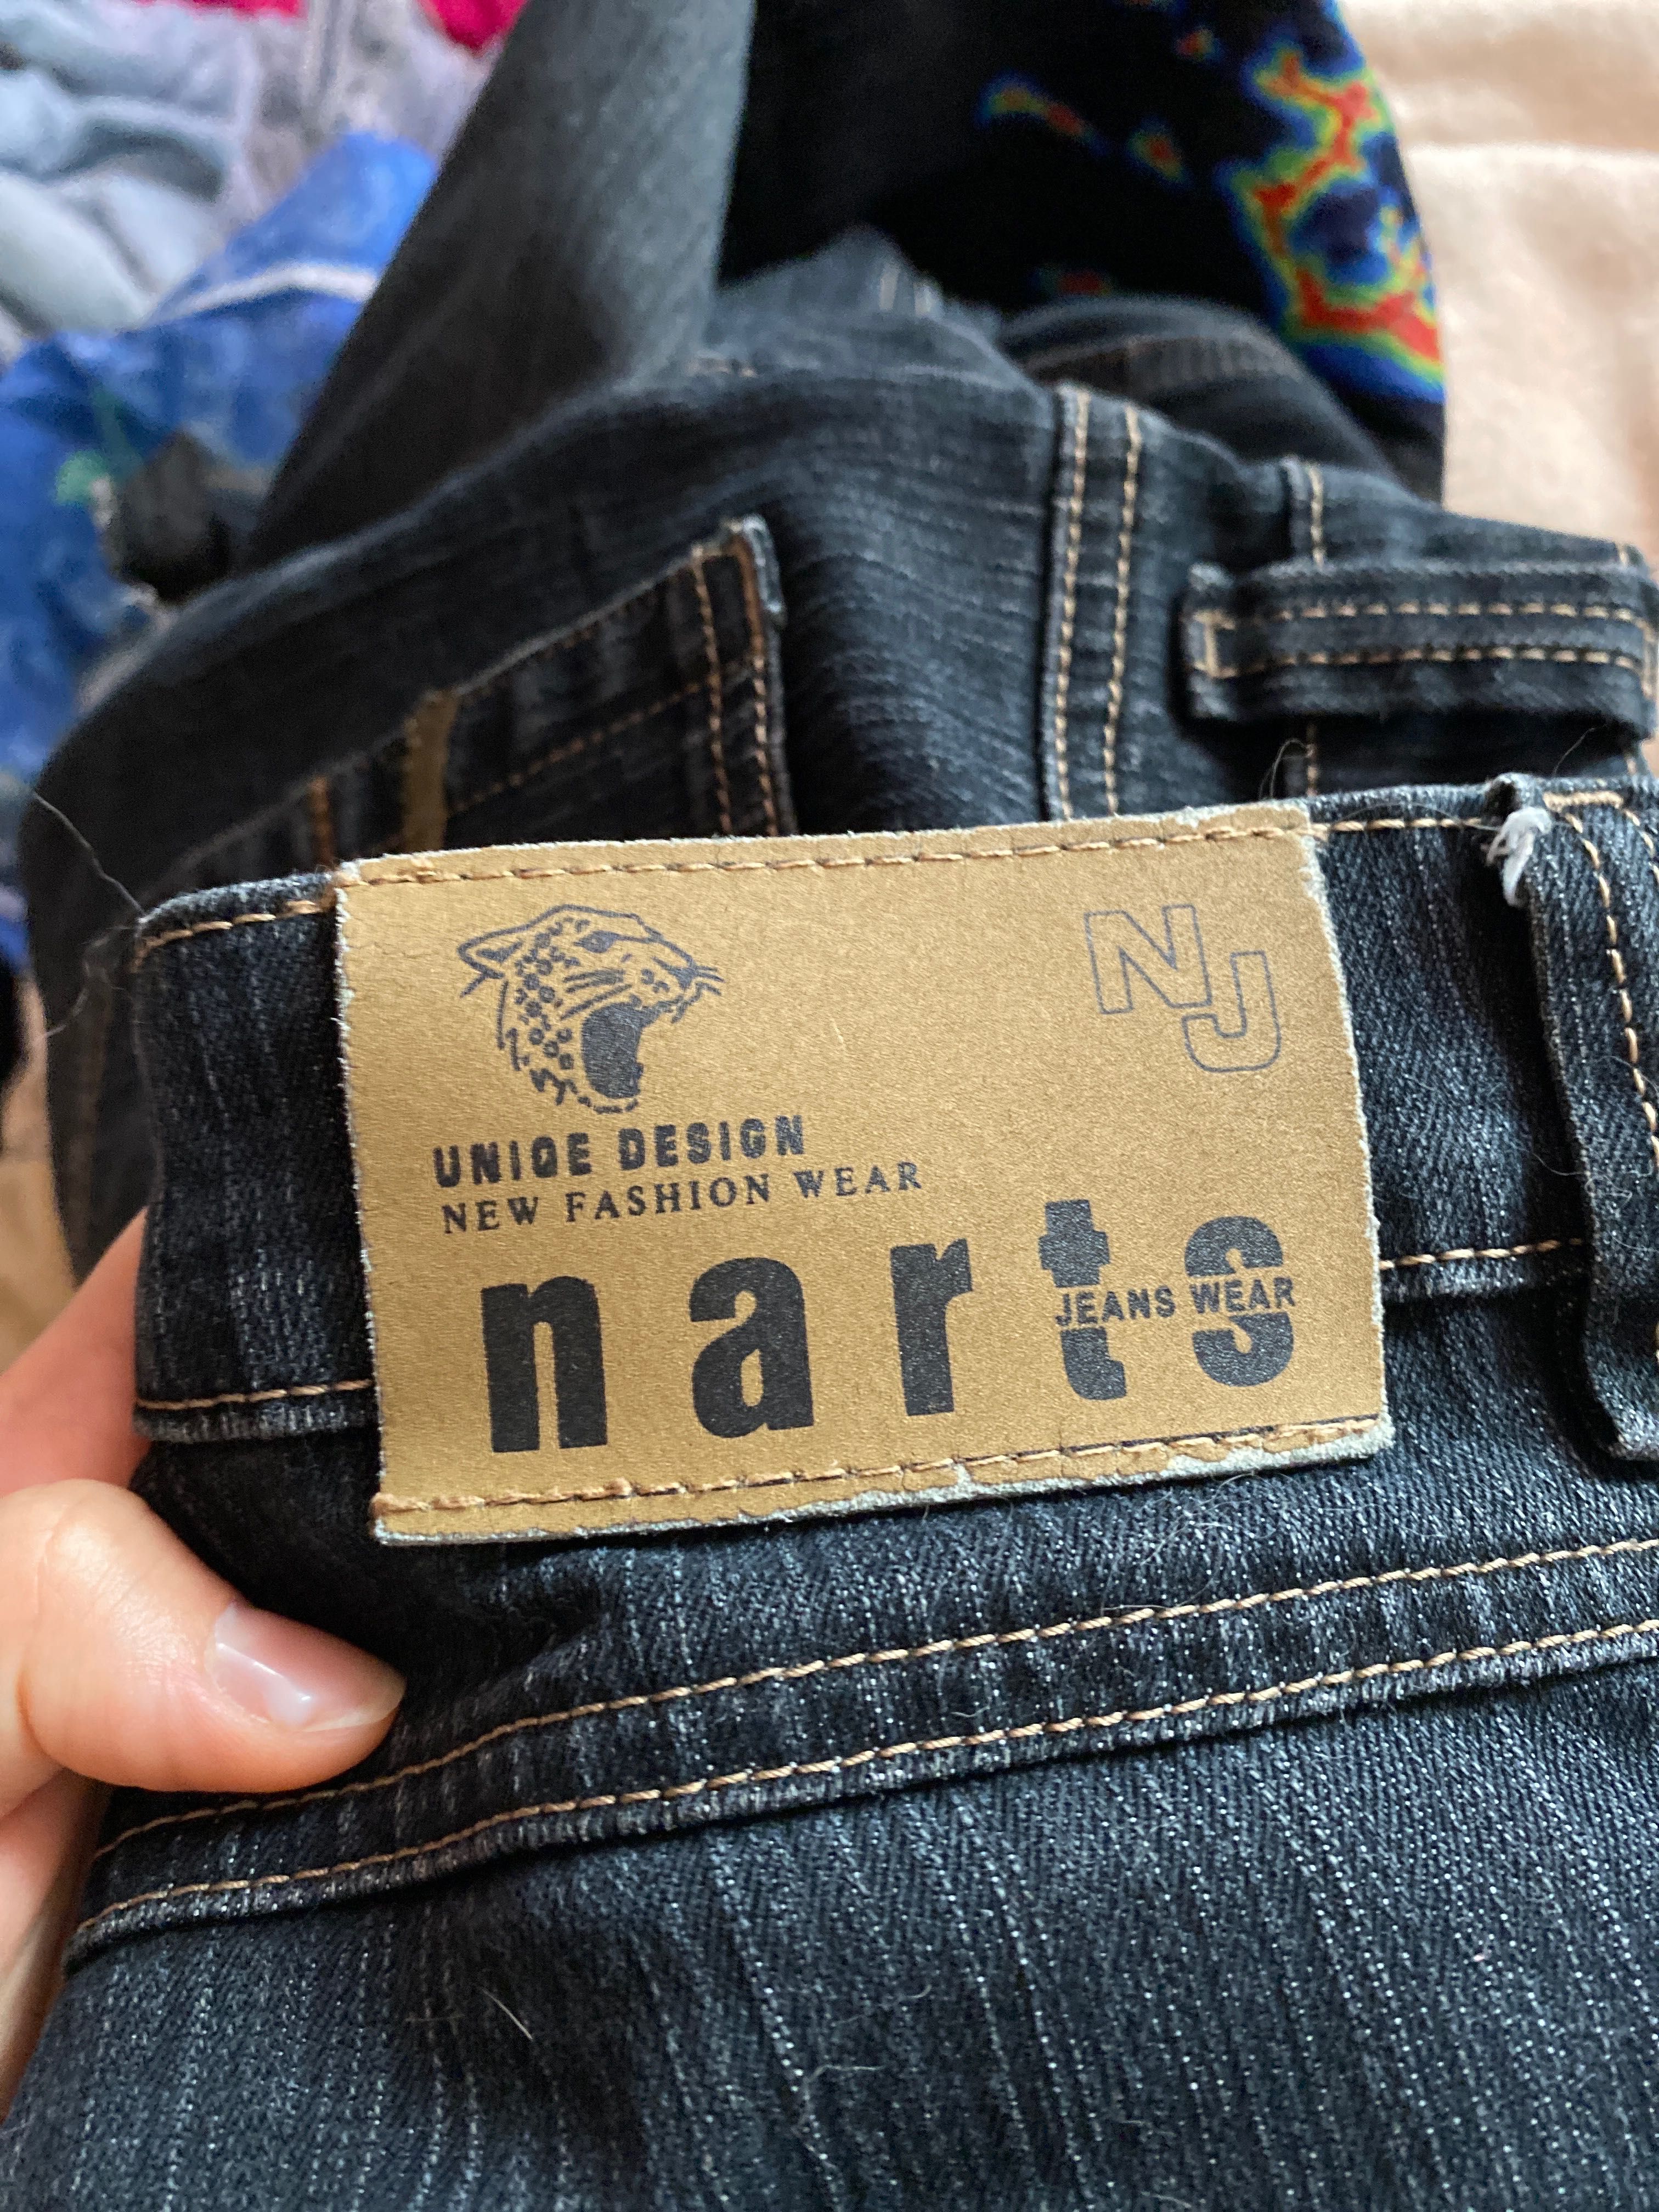 NJ
UNIQE DESIGN
NEW FASHION WEAR
narts
JEANS WEAR